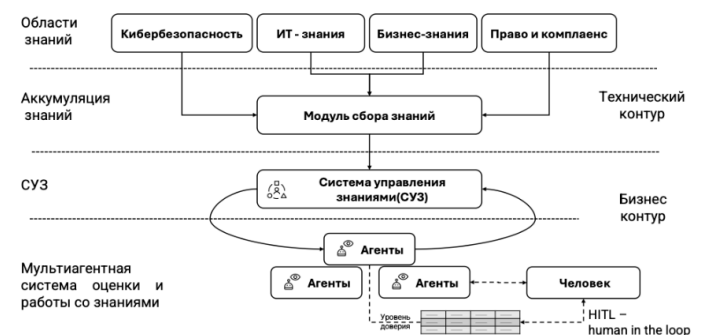 Области
знаний
Кибербезопасность
ИТ - знания
Бизнес-знания
Право и комплаенс
Аккумуляция
знаний
Модуль сбора знаний
Технический
контур
СУЗ
Система управления
знаниями(СУЗ)
Бизнес
контур
Агенты
Мультиагентная
система оценки и
работы со знаниями
Агенты
Агенты
Человек
Уровень
доверия
HITL –
human in the loop